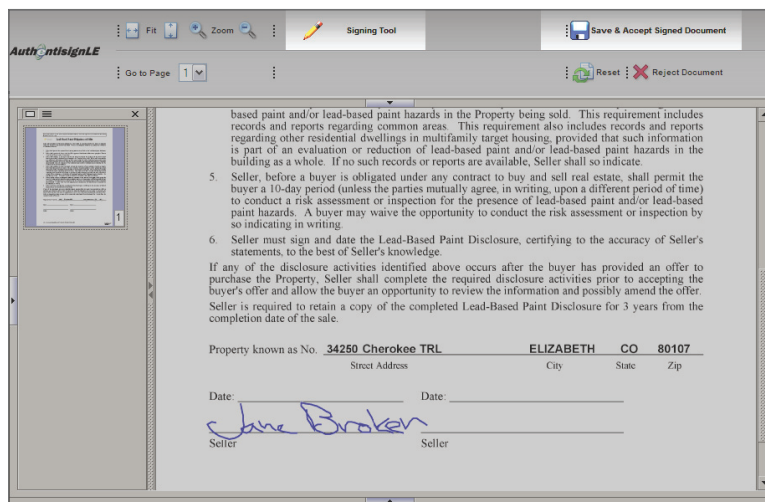 Fit Zoom Signing Tool Save & Accept Signed Document
AuthentisignLE
Go to Page 1 Reset Reject Document
based paint and/or lead-based paint hazards in the Property being sold. This requirement includes
records and reports regarding common areas. This requirement also includes records and reports
regarding other residential dwellings in multifamily target housing, provided that such information
is part of an evaluation or reduction of lead-based paint and/or lead-based paint hazards in the
building as a whole. If no such records or reports are available, Seller shall so indicate.
5. Seller, before a buyer is obligated under any contract to buy and sell real estate, shall permit the
buyer a 10-day period (unless the parties mutually agree, in writing, upon a different period of time)
to conduct a risk assessment or inspection for the presence of lead-based paint and/or lead-based
paint hazards. A buyer may waive the opportunity to conduct the risk assessment or inspection by
so indicating in writing.
6. Seller must sign and date the Lead-Based Paint Disclosure, certifying to the accuracy of Seller's
statements, to the best of Seller's knowledge.
If any of the disclosure activities identified above occurs after the buyer has provided an offer to
purchase the Property, Seller shall complete the required disclosure activities prior to accepting the
buyer's offer and allow the buyer an opportunity to review the information and possibly amend the offer.
Seller is required to retain a copy of the completed Lead-Based Paint Disclosure for 3 years from the
completion date of the sale.
Property known as No. 34250 Cherokee TRL ELIZABETH CO 80107
Street Address City State Zip
Date: Date:
Jane Broker
Seller Seller
1